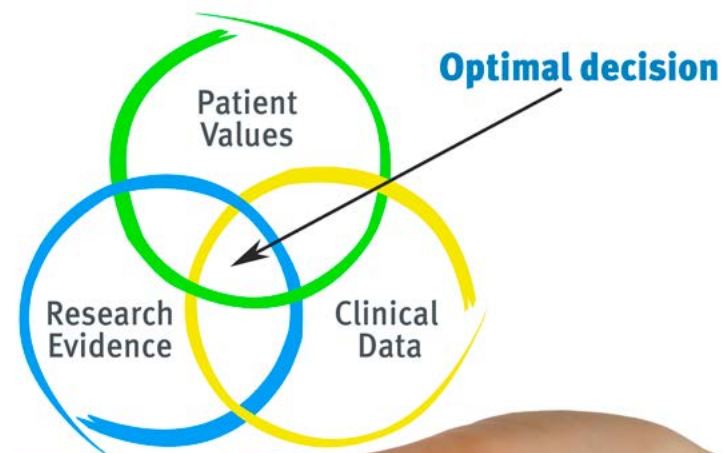 Optimal decision
Patient
Values
Research
Evidence
Clinical
Data